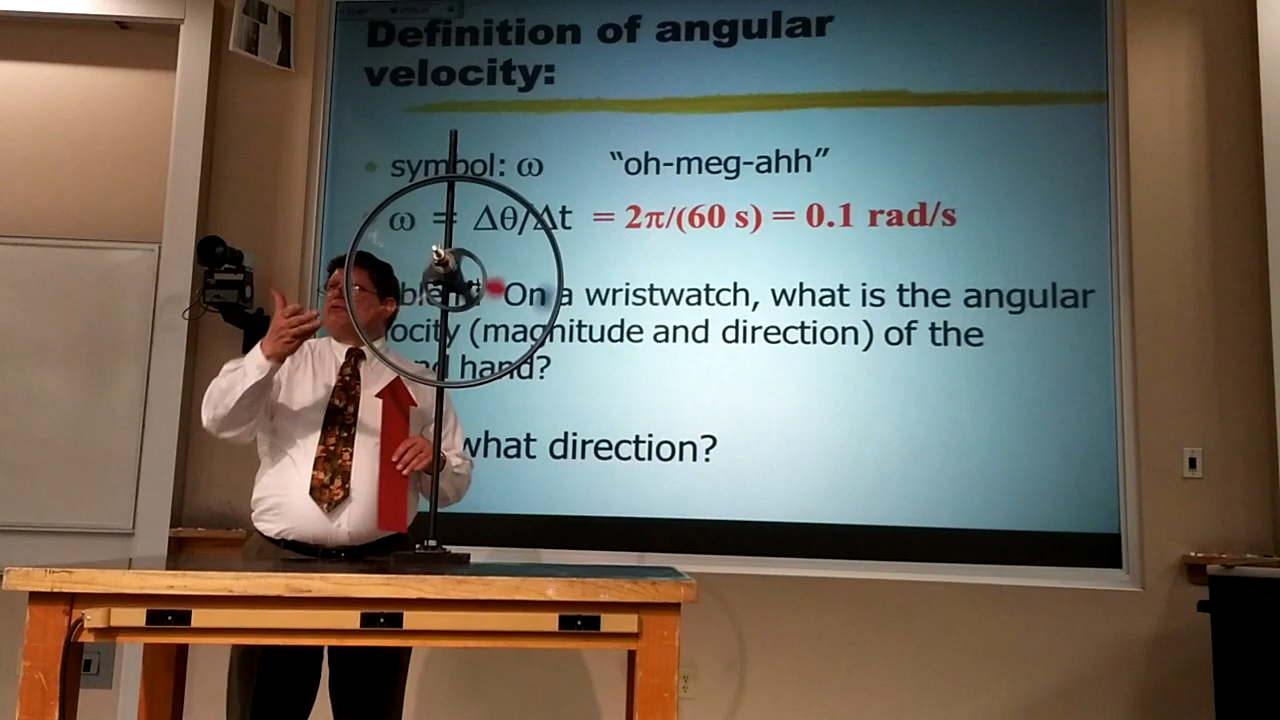 Definition of angular
velocity:
symbol: ω "oh-meg-ahh"
ω = Δθ/Δt = 2π/(60 s) = 0.1 rad/s
On a wristwatch, what is the angular
(magnitude and direction) of the
hand?
what direction?